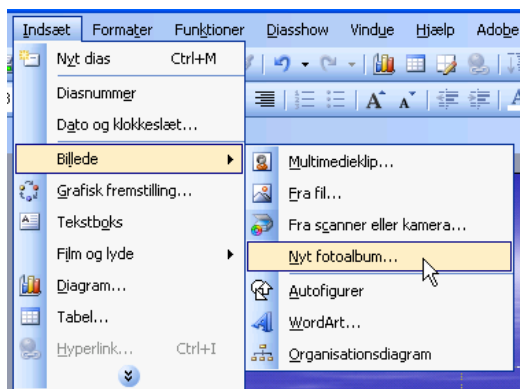 Indsæt Formater Funktioner Diasshow Vindue Hjælp Adobe
Nyt dias Ctrl+M
Diasnummer
Dato og klokkeslæt...
Billede
Grafisk fremstilling...
Tekstboks
Film og lyde
Diagram...
Tabel...
Hyperlink... Ctrl+I
Multimedieklip...
Fra fil...
Fra scanner eller kamera...
Nyt fotoalbum...
Autofigurer
WordArt...
Organisationsdiagram